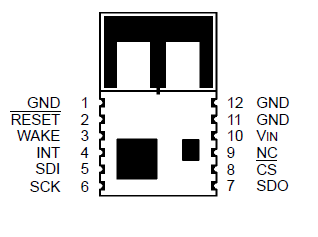 GND 1 12 GND
RESET 2 11 GND
WAKE 3 10 VIN
INT 4 9 NC
SDI 5 8 CS
SCK 6 7 SDO